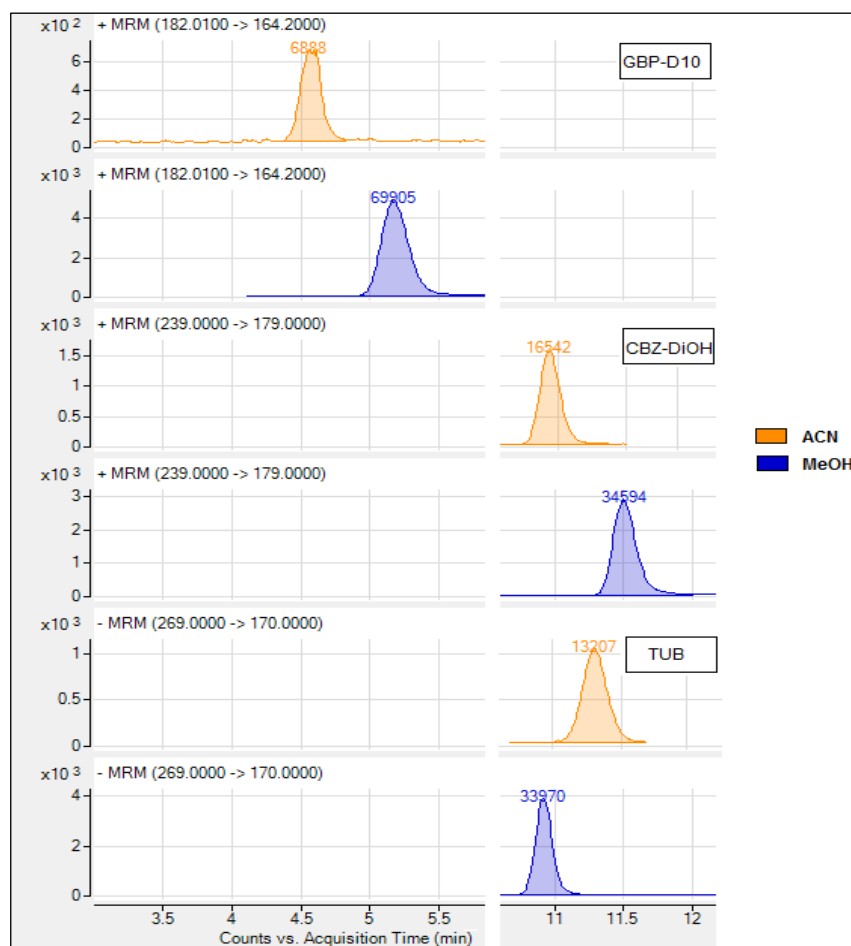 x10 2 + MRM (182.0100 -> 164.2000)
6888
GBP-D10
6
4
2
0
x10 3 + MRM (182.0100 -> 164.2000)
69905
4
2
0
x10 3 + MRM (239.0000 -> 179.0000)
16542
CBZ-DiOH
1.5
1
0.5
0
ACN
MeOH
x10 3 + MRM (239.0000 -> 179.0000)
34594
3
2
1
0
x10 3 - MRM (269.0000 -> 170.0000)
13207
TUB
1
0.5
0
x10 3 - MRM (269.0000 -> 170.0000)
33970
4
2
0
3.5 4 4.5 5 5.5 11 11.5 12
Counts vs. Acquisition Time (min)